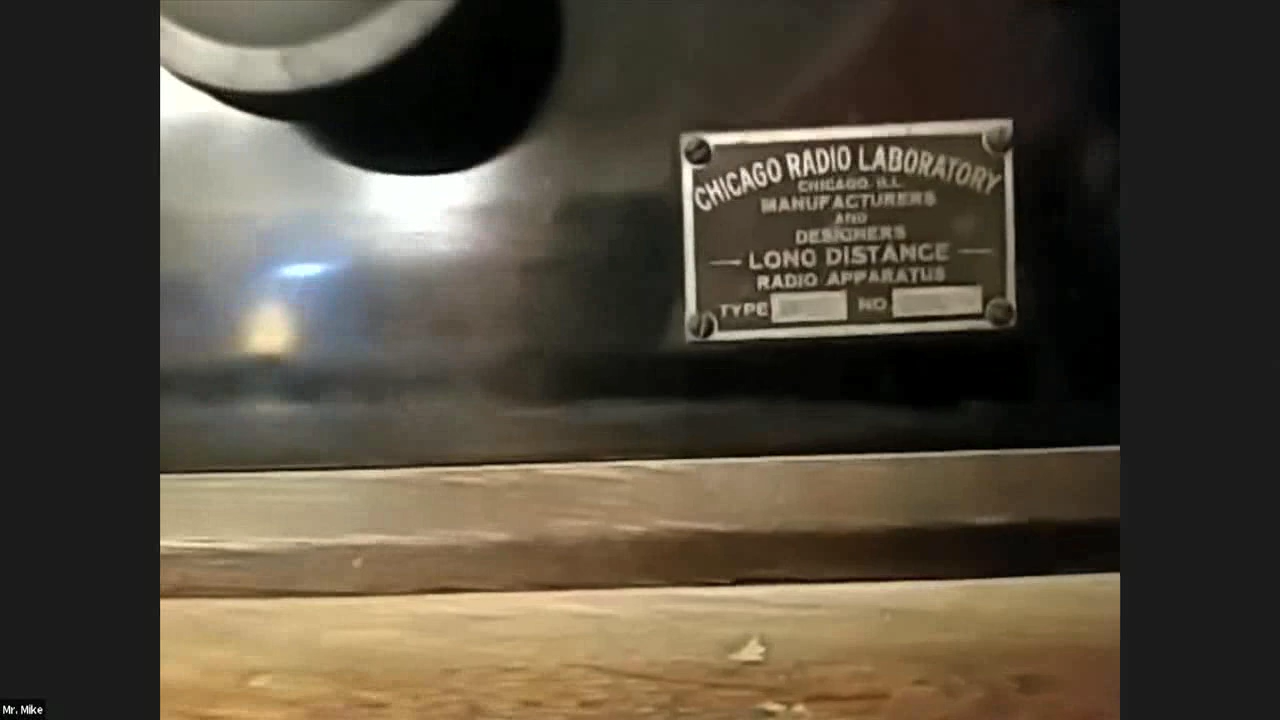 CHICAGO RADIO LABORATORY
CHICAGO, ILL.
MANUFACTURERS
AND
DESIGNERS
— LONG DISTANCE —
RADIO APPARATUS
TYPE NO
Mr. Mike